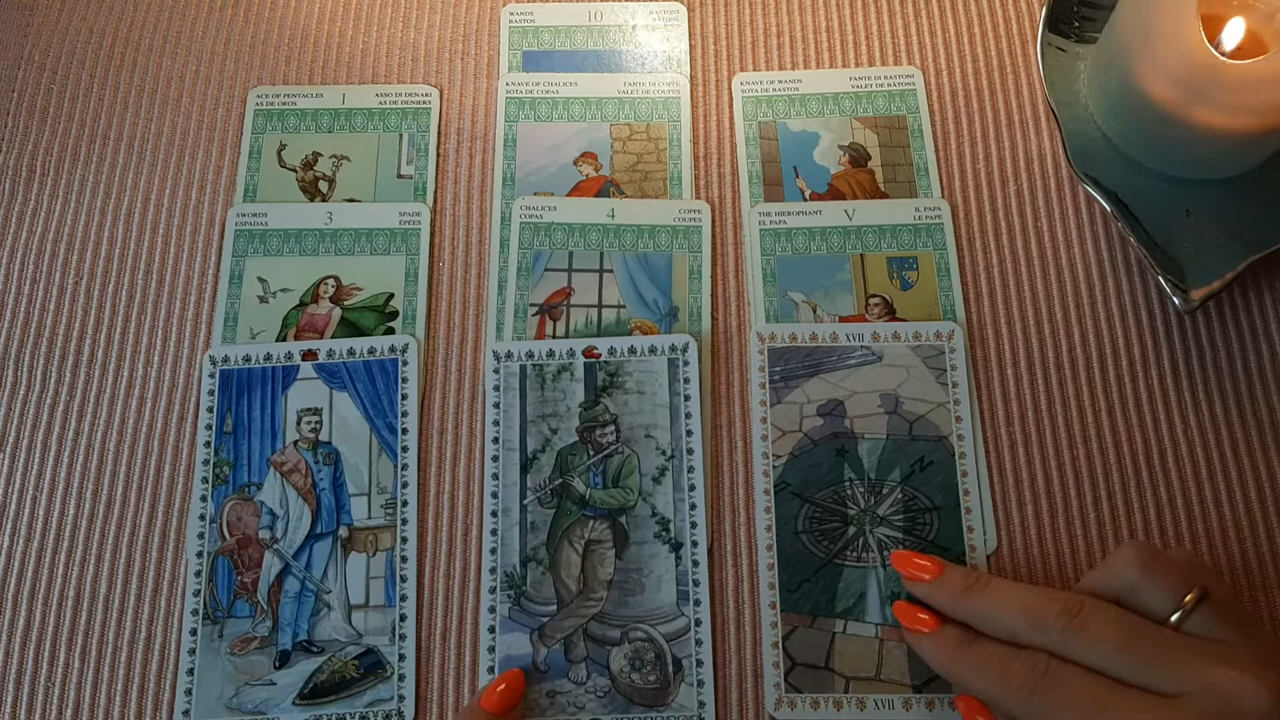 WANDS 10 BASTONI
BASTOS BÂTONS
ACE OF PENTACLES 1 ASSO DI DENARI
AS DE OROS AS DE DENIERS
KNAVE OF CHALICES FANTE DI COPPE
SOTA DE COPAS VALET DE COUPES
KNAVE OF WANDS FANTE DI BASTONI
SOTA DE BASTOS VALET DE BÂTONS
SWORDS 3 SPADE
ESPADAS ÉPÉES
CHALICES 4 COPPE
COPAS COUPES
THE HIEROPHANT V IL PAPA
EL PAPA LE PAPE
XVII
N
XVII